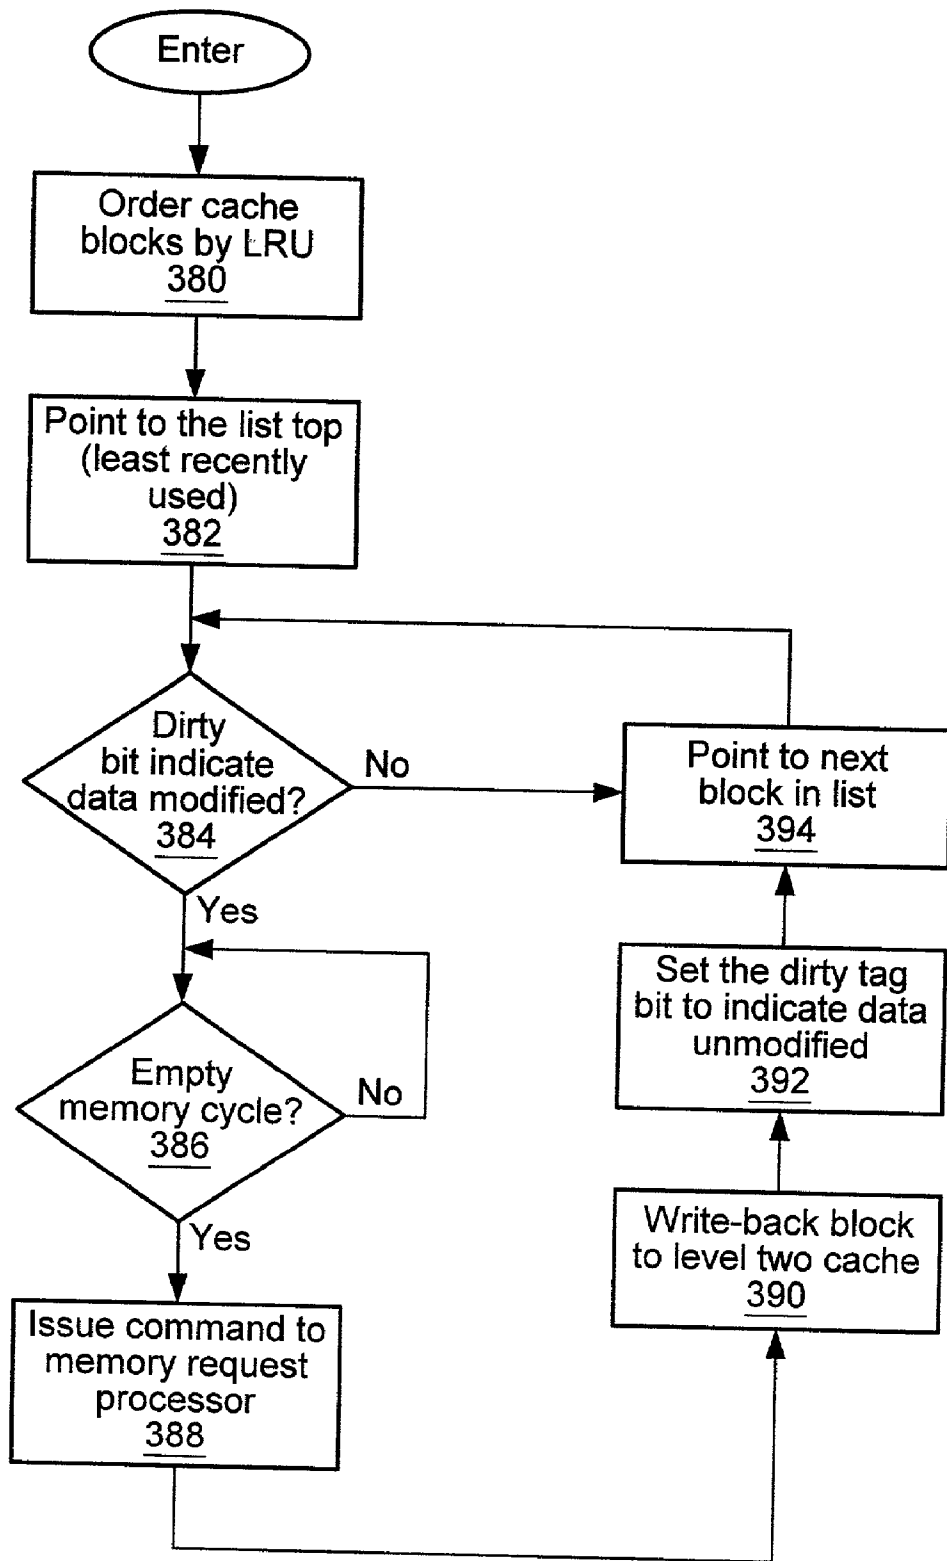 Enter
Order cache
blocks by LRU
380
Point to the list top
(least recently
used)
382
Dirty
bit indicate
data modified?
384
No
Yes
Point to next
block in list
394
Set the dirty tag
bit to indicate data
unmodified
392
Empty
memory cycle?
386
No
Yes
Write-back block
to level two cache
390
Issue command to
memory request
processor
388